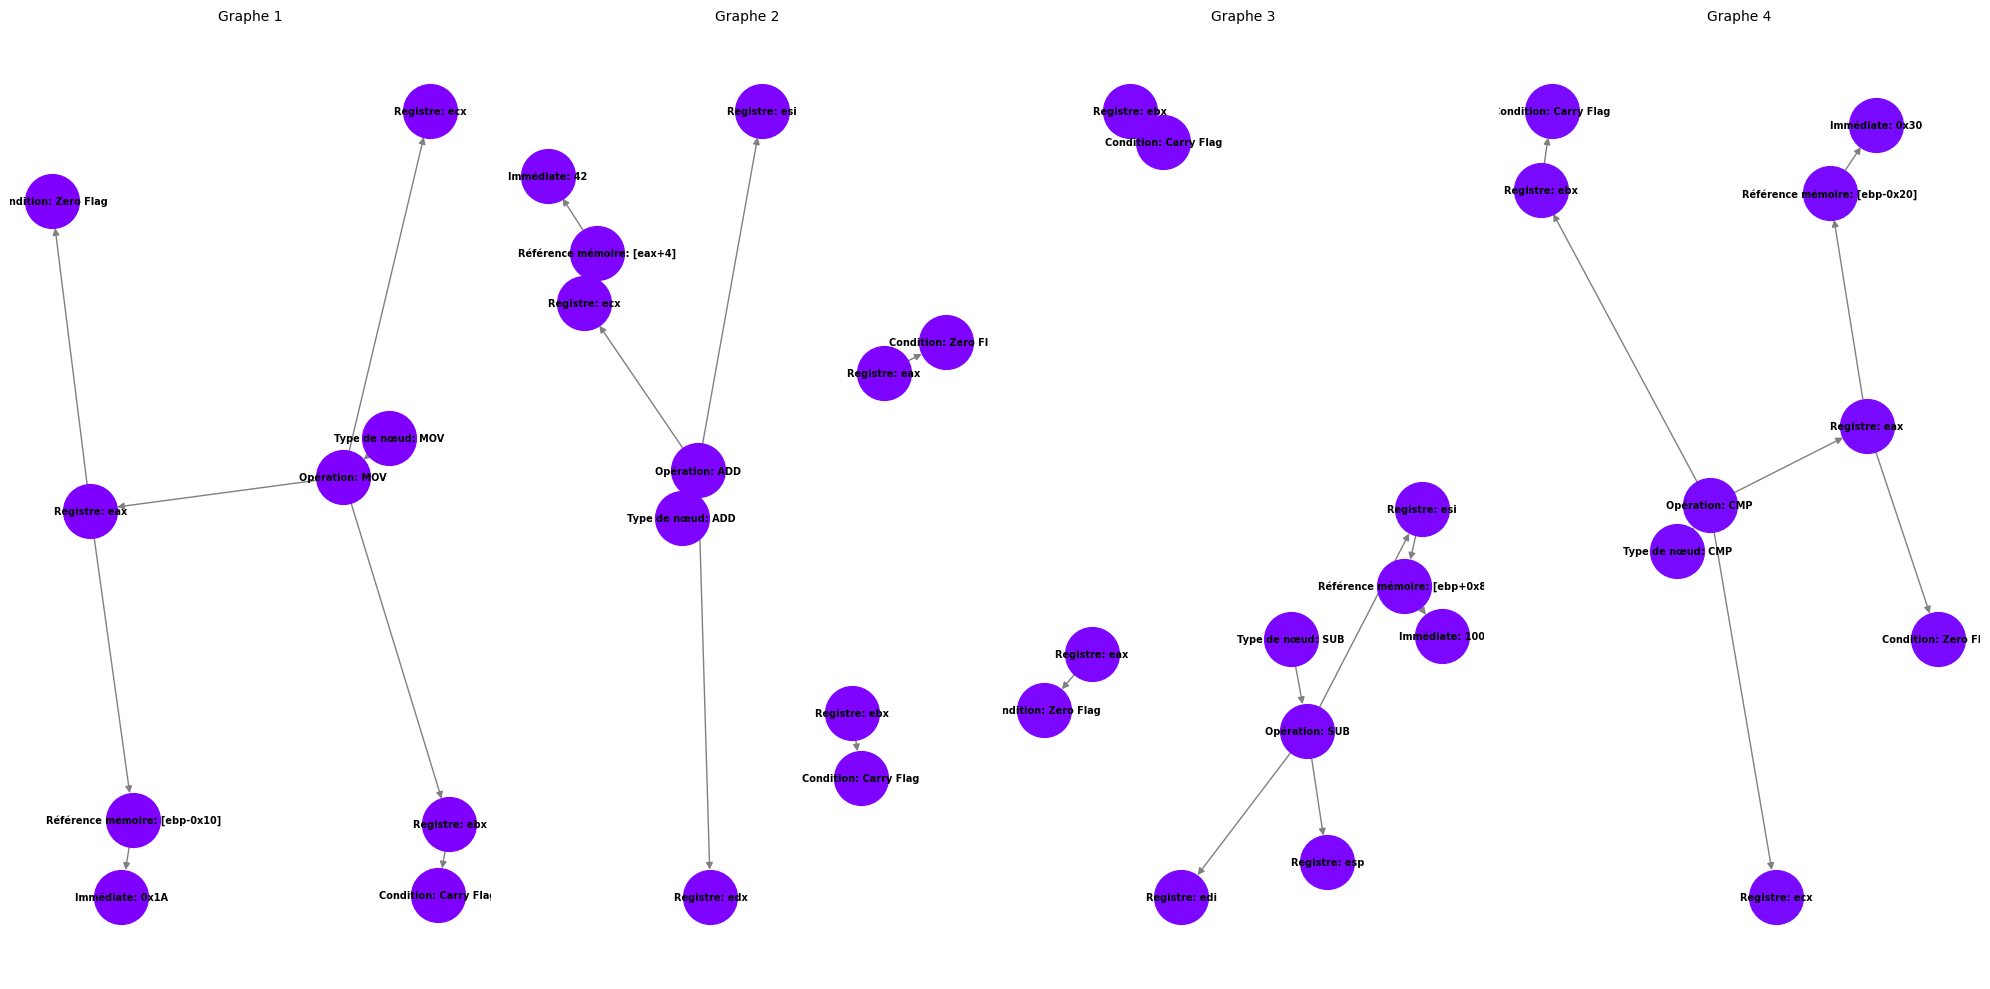 Graphe 1
Registre: ecx
ndition: Zero Flag
Type de nœud: MOV
Opération: MOV
Registre: eax
Référence mémoire: [ebp-0x10]
Registre: ebx
Immédiate: 0x1A
Condition: Carry Flag
Graphe 2
Registre: esi
Immédiate: 42
Référence mémoire: [eax+4]
Registre: ecx
Condition: Zero Fl
Registre: eax
Opération: ADD
Type de nœud: ADD
Registre: ebx
Condition: Carry Flag
Registre: edx
Graphe 3
Registre: ebx
Condition: Carry Flag
Registre: esi
Référence mémoire: [ebp+0x8
Immédiate: 100
Type de nœud: SUB
Registre: eax
ndition: Zero Flag
Opération: SUB
Registre: esp
Registre: edi
Graphe 4
ondition: Carry Flag
Immédiate: 0x30
Registre: ebx
Référence mémoire: [ebp-0x20]
Registre: eax
Opération: CMP
Type de nœud: CMP
Condition: Zero Fl
Registre: ecx